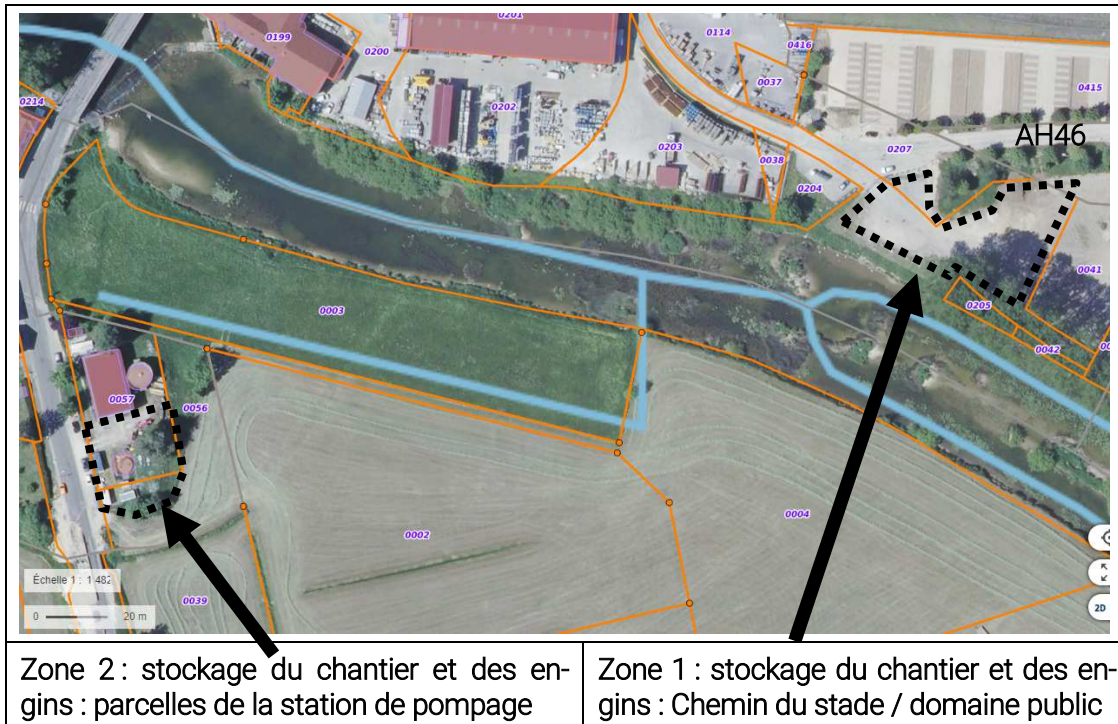 0201
0199
0114
0416
0200
0037
0415
0214
0202
AH46
0203
0038
0207
0204
0041
0205
0003
0042
00
0057
0056
0002
0004
Échelle 1 : 1 482
0039
0 20 m
2D
Zone 2 : stockage du chantier et des en-
gins : parcelles de la station de pompage
Zone 1 : stockage du chantier et des en-
gins : Chemin du stade / domaine public